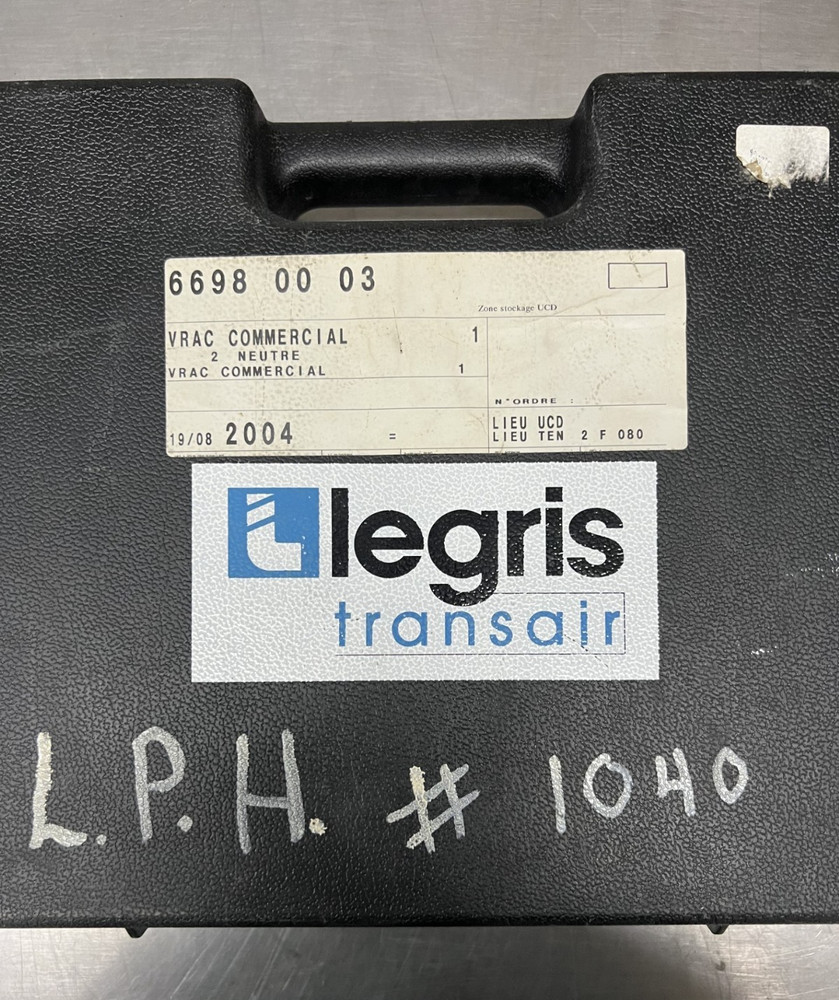 6698 00 03
Zone stockage UCD
VRAC COMMERCIAL 1
2 NEUTRE
VRAC COMMERCIAL 1
N°ORDRE :
19/08 2004 =
LIEU UCD
LIEU TEN 2 F 080
legris
transair
L.P.H. # 1040